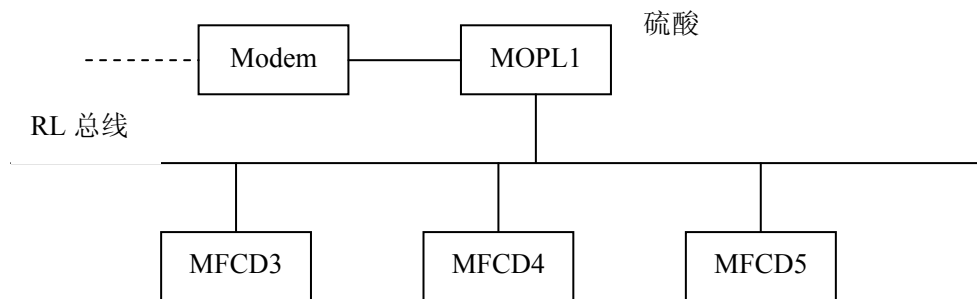 硫酸
Modem
MOPL1
RL 总线
MFCD3
MFCD4
MFCD5